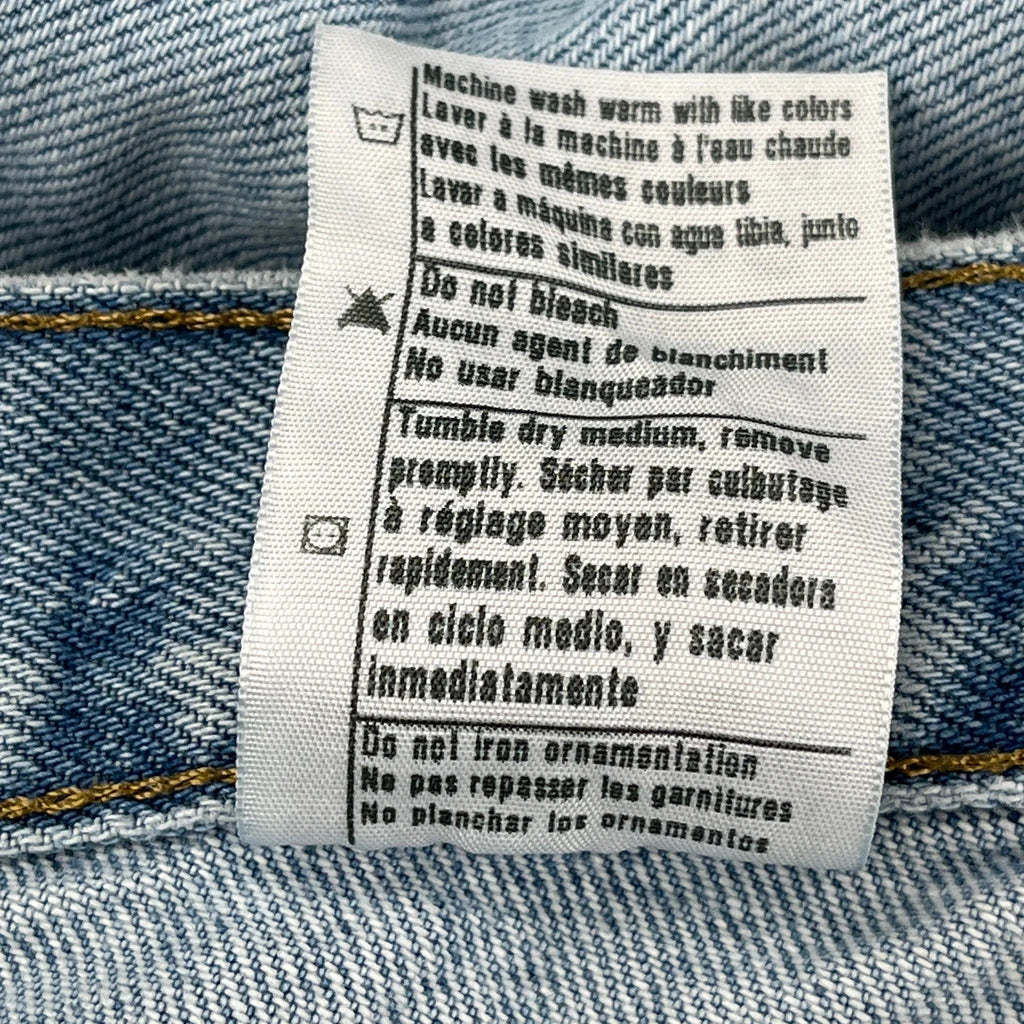 Machine wash warm with like colors
Laver à la machine à l'eau chaude
avec les mêmes couleurs
Lavar a máquina con agua tibia, junto
a colores similares
Do not bleach
Aucun agent de blanchiment
No usar blanqueador
Tumble dry medium, remove
promptly. Sécher par culbutage
à réglage moyen, retirer
rapidement. Secar en secadora
en ciclo medio, y sacar
inmediatamente
Do not iron ornamentation
Ne pas repasser les garnitures
No planchar los ornamentos